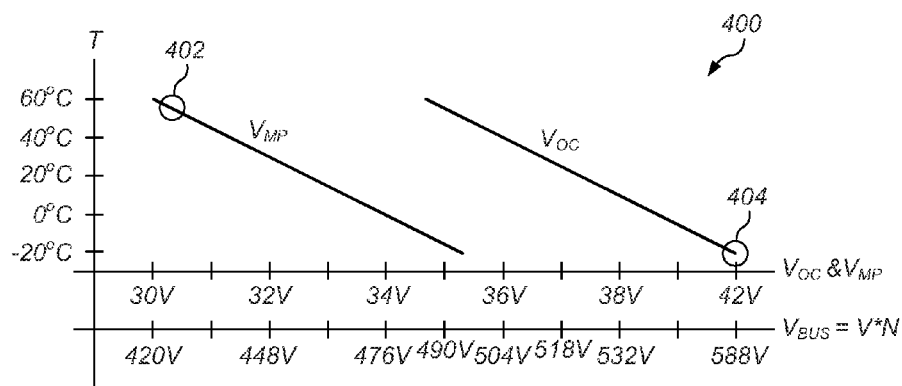 400
T
402
60°C
40°C
20°C
0°C
-20°C
V_MP
V_OC
404
30V 32V 34V 36V 38V 42V
V_OC & V_MP
420V 448V 476V 490V 504V 518V 532V 588V
V_BUS = V*N